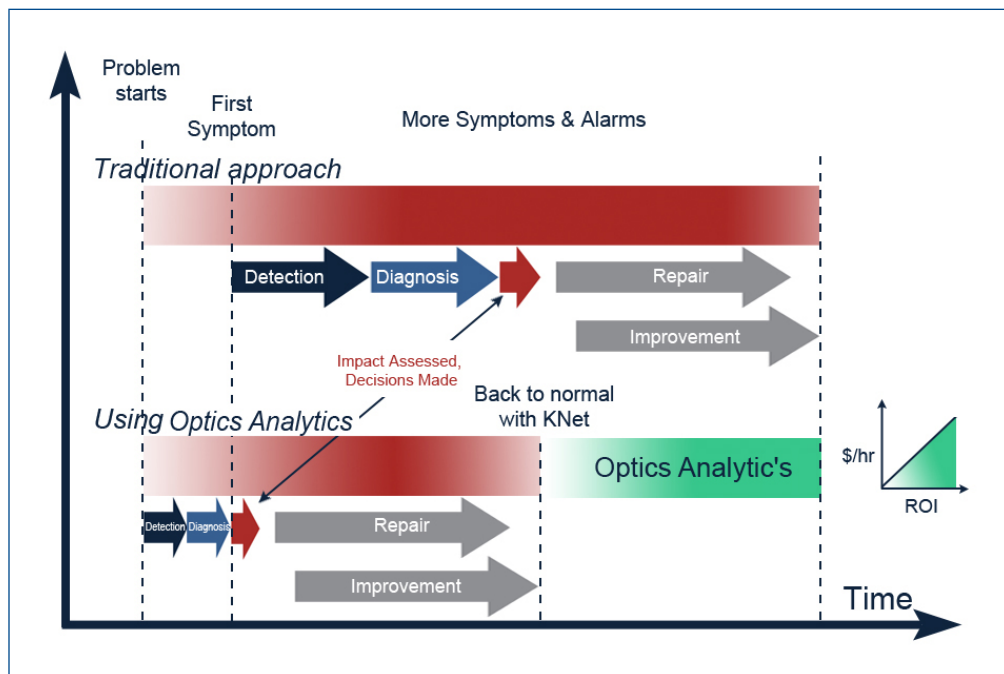 Problem
starts
First
Symptom
More Symptoms & Alarms
Traditional approach
Detection
Diagnosis
Repair
Improvement
Impact Assessed,
Decisions Made
Back to normal
with KNet
Using Optics Analytics
Optics Analytic's
$/hr
ROI
Detection
Diagnosis
Repair
Improvement
Time